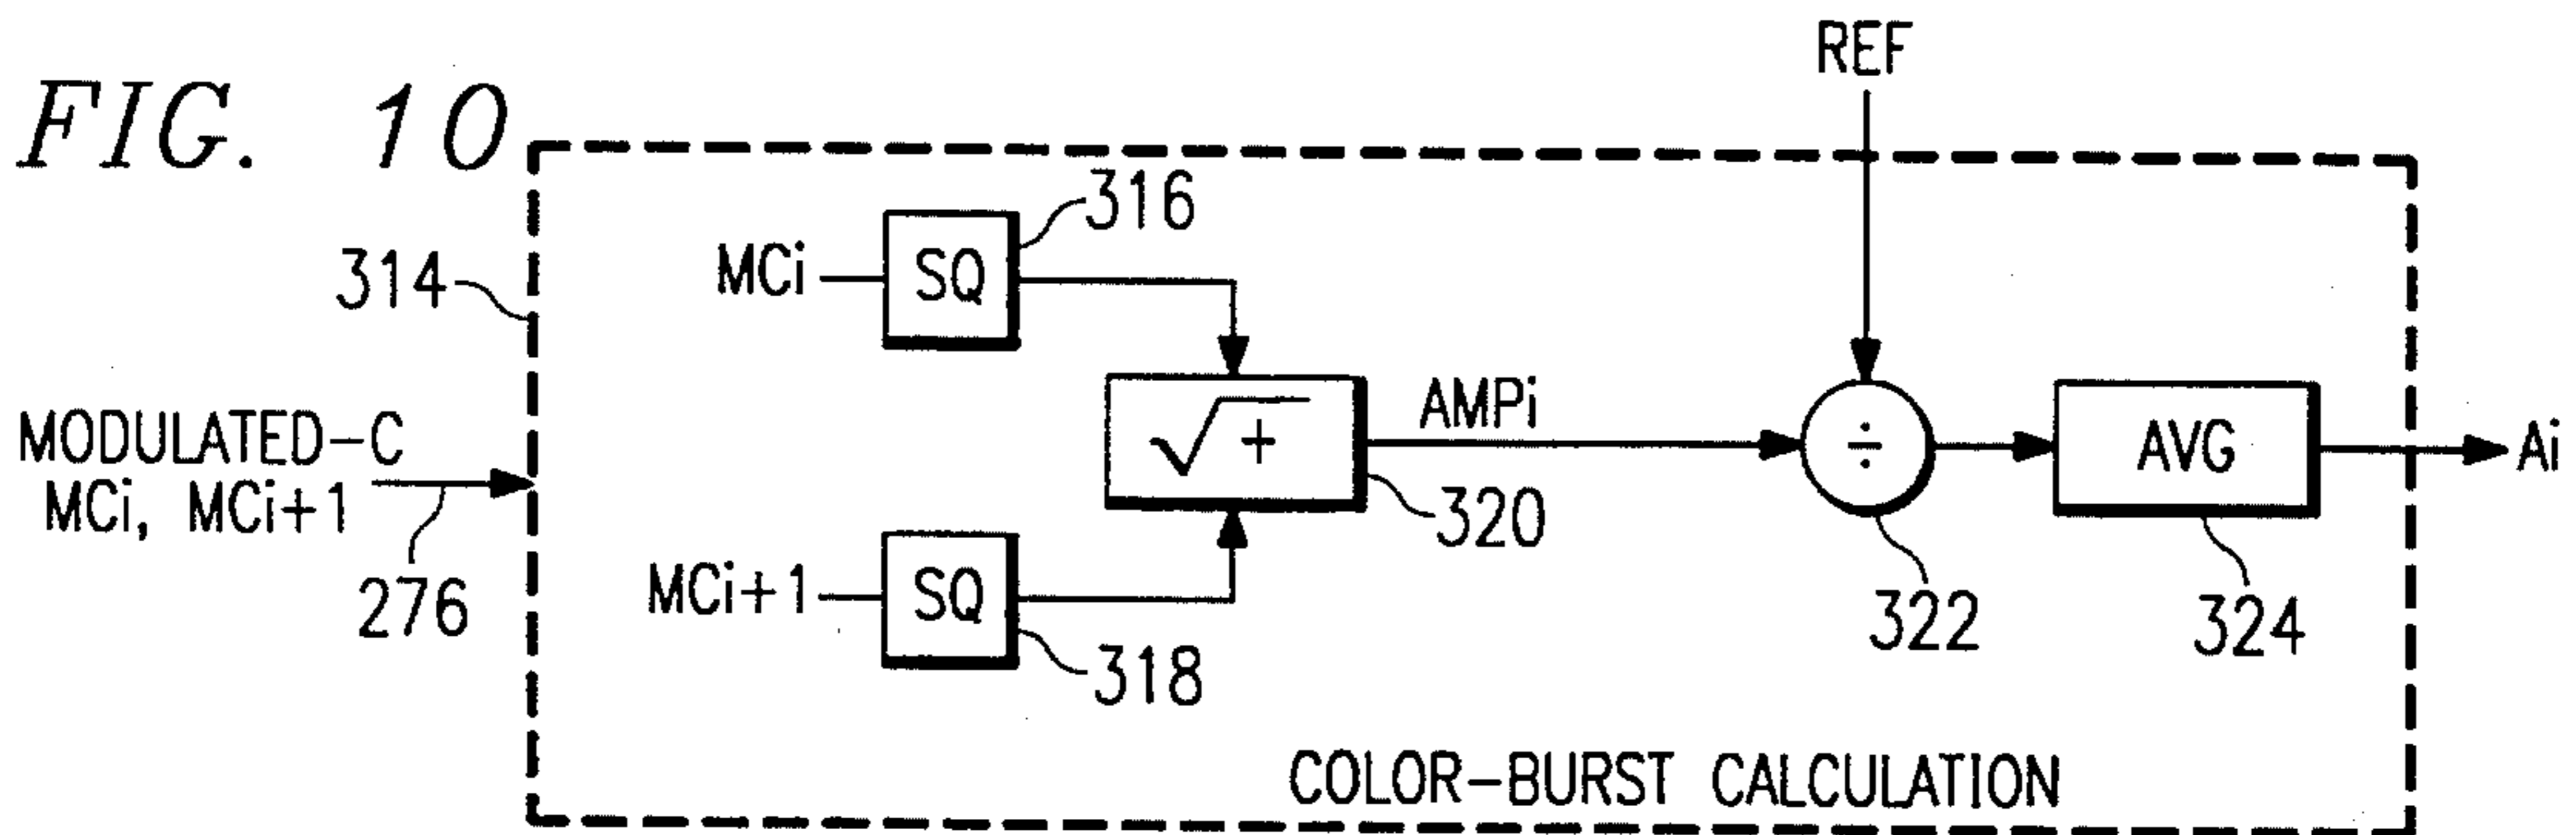 FIG. 10
REF
316
MCi
SQ
314
MODULATED-C
MCi, MCi+1
276
√ +
AMPi
320
÷
322
AVG
324
Ai
MCi+1
SQ
318
COLOR-BURST CALCULATION